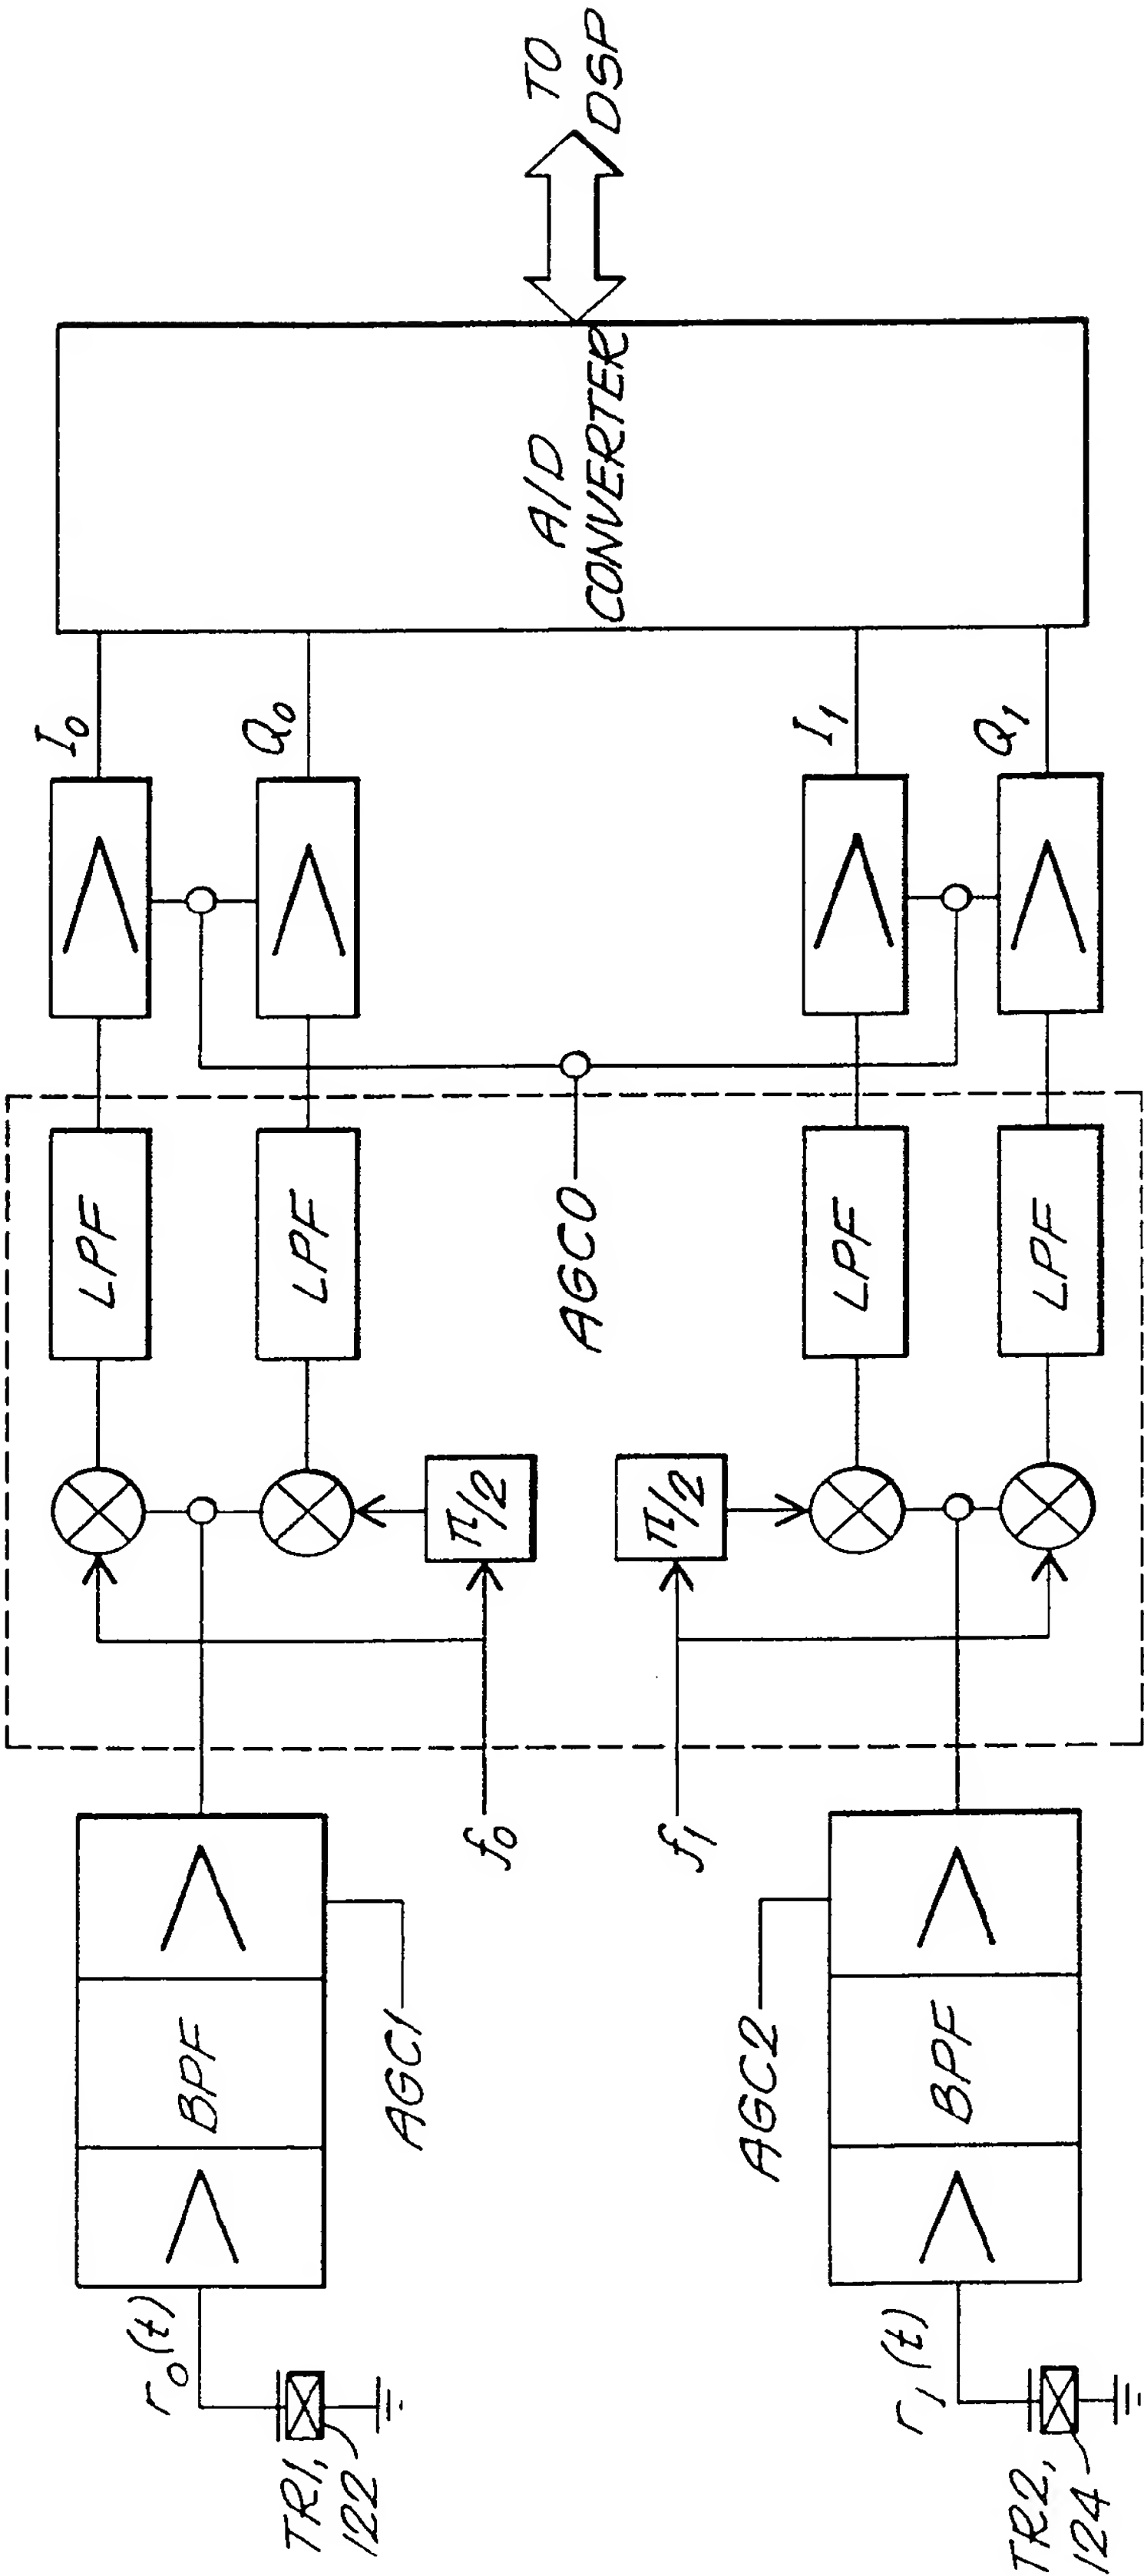 TR1,
122
r₀(t)
BPF
AGC1
f₀
π/2
LPF
LPF
I₀
Q₀
AGC0
A/D
CONVERTER
TO
DSP
TR2,
124
r₁(t)
BPF
AGC2
f₁
π/2
LPF
LPF
I₁
Q₁